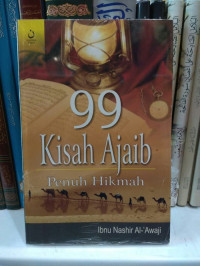 99
Kisah Ajaib
Penuh Hikmah
Ibnu Nashir Al-'Awaji